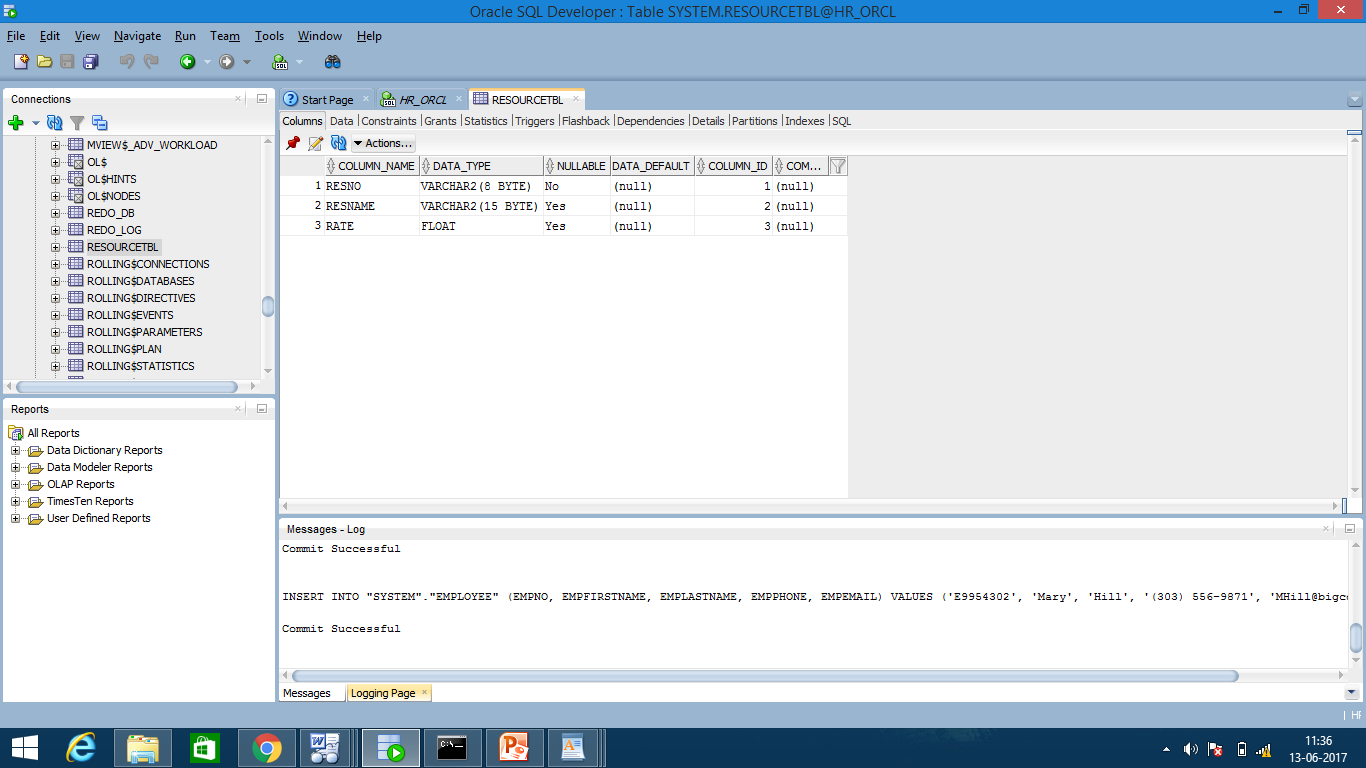 Oracle SQL Developer : Table SYSTEM.RESOURCETBL@HR_ORCL
File Edit View Navigate Run Team Tools Window Help
Connections
MVIEW$_ADV_WORKLOAD
OL$
OL$HINTS
OL$NODES
REDO_DB
REDO_LOG
RESOURCETBL
ROLLING$CONNECTIONS
ROLLING$DATABASES
ROLLING$DIRECTIVES
ROLLING$EVENTS
ROLLING$PARAMETERS
ROLLING$PLAN
ROLLING$STATISTICS
Reports
All Reports
Data Dictionary Reports
Data Modeler Reports
OLAP Reports
TimesTen Reports
User Defined Reports
Start Page HR_ORCL RESOURCETBL
Columns Data Constraints Grants Statistics Triggers Flashback Dependencies Details Partitions Indexes SQL
Actions...
COLUMN_NAME DATA_TYPE NULLABLE DATA_DEFAULT COLUMN_ID COM...
1 RESNO VARCHAR2(8 BYTE) No (null) 1 (null)
2 RESNAME VARCHAR2(15 BYTE) Yes (null) 2 (null)
3 RATE FLOAT Yes (null) 3 (null)
Messages - Log
Commit Successful
INSERT INTO "SYSTEM"."EMPLOYEE" (EMPNO, EMPFIRSTNAME, EMPLASTNAME, EMPPHONE, EMPEMAIL) VALUES ('E9954302', 'Mary', 'Hill', '(303) 556-9871', 'MHill@bigc
Commit Successful
Messages Logging Page
HR
11:36
13-06-2017